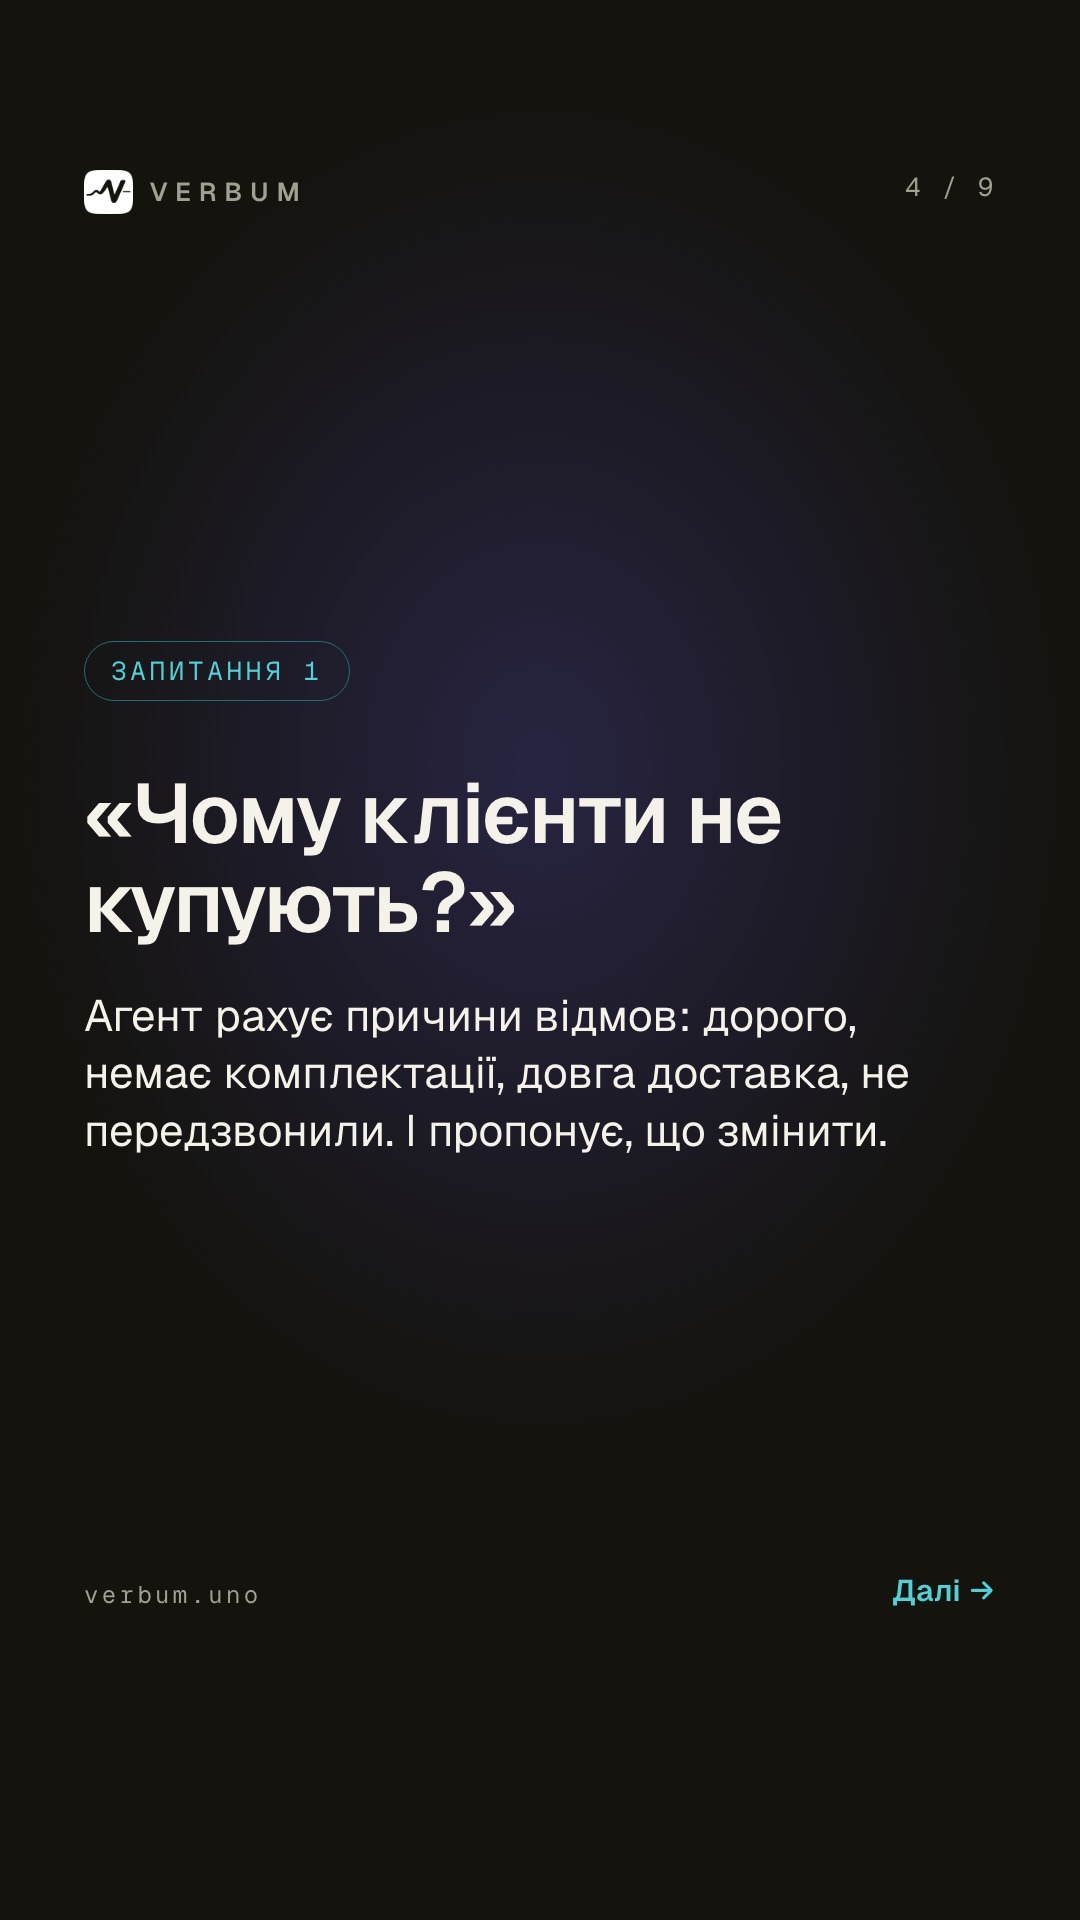 VERBUM
4 / 9
ЗАПИТАННЯ 1
«Чому клієнти не
купують?»
Агент рахує причини відмов: дорого,
немає комплектації, довга доставка, не
передзвонили. І пропонує, що змінити.
verbum.uno
Далі →